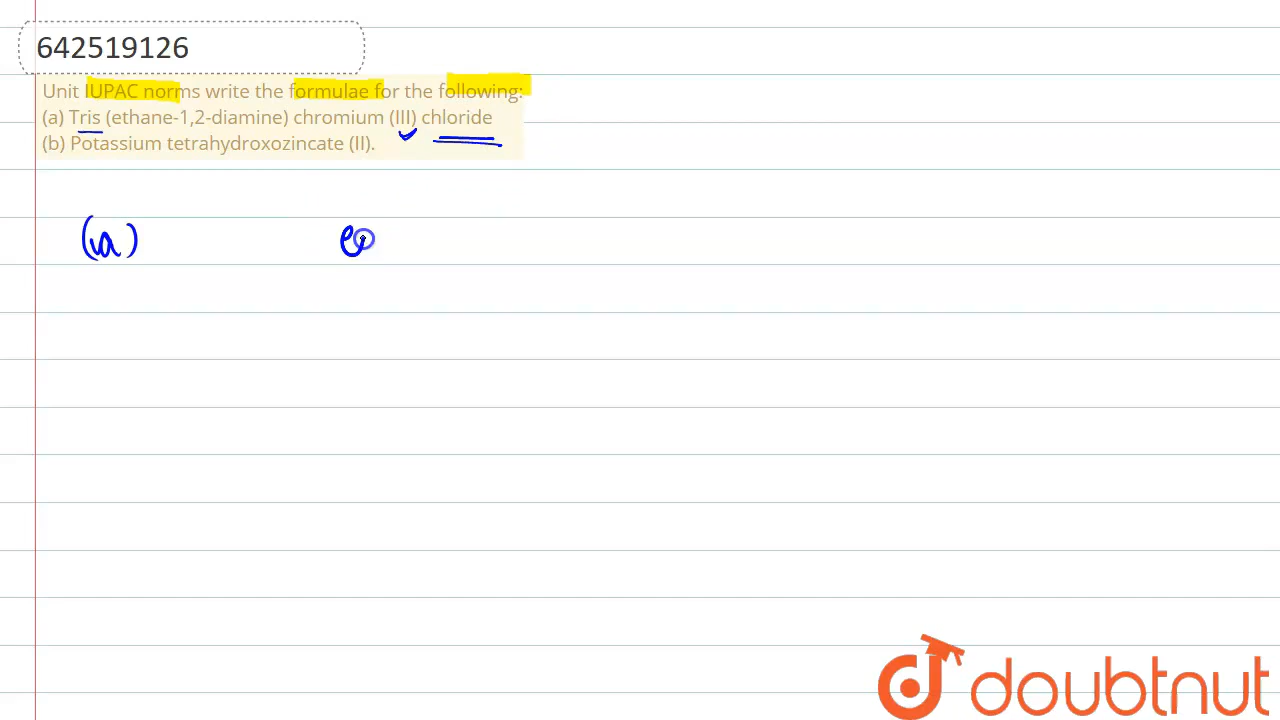 642519126
Unit IUPAC norms write the formulae for the following:
(a) Tris (ethane-1,2-diamine) chromium (III) chloride
(b) Potassium tetrahydroxozincate (II).
(a)
doubtnut